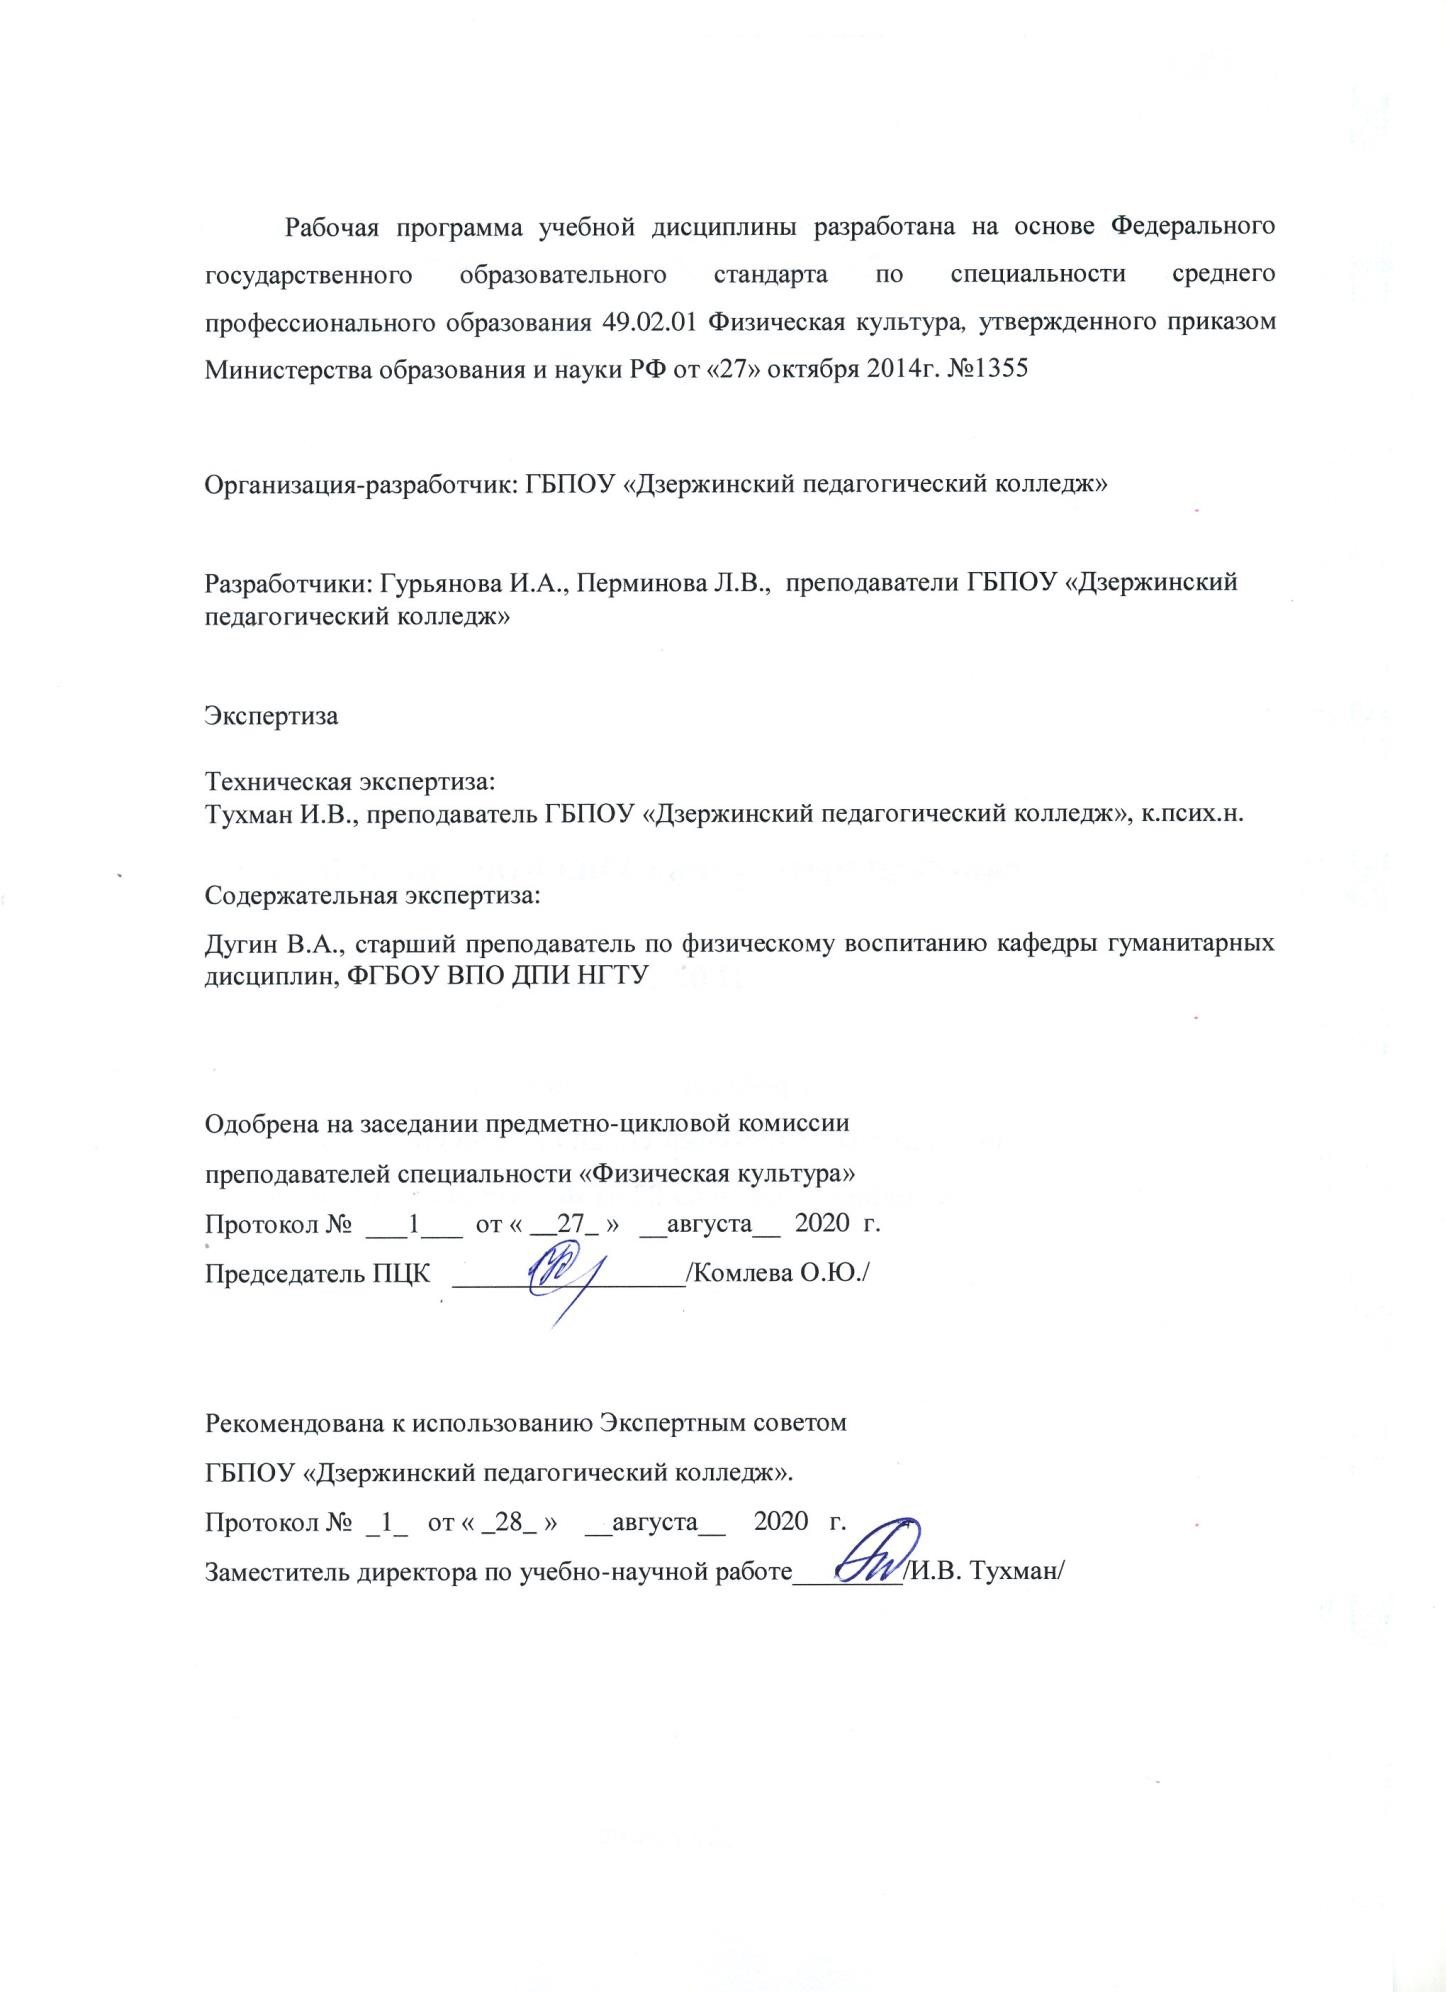 Рабочая программа учебной дисциплины разработана на основе Федерального
государственного образовательного стандарта по специальности среднего
профессионального образования 49.02.01 Физическая культура, утвержденного приказом
Министерства образования и науки РФ от «27» октября 2014г. №1355
Организация-разработчик: ГБПОУ «Дзержинский педагогический колледж»
Разработчики: Гурьянова И.А., Перминова Л.В., преподаватели ГБПОУ «Дзержинский
педагогический колледж»
Экспертиза
Техническая экспертиза:
Тухман И.В., преподаватель ГБПОУ «Дзержинский педагогический колледж», к.псих.н.
Содержательная экспертиза:
Дугин В.А., старший преподаватель по физическому воспитанию кафедры гуманитарных
дисциплин, ФГБОУ ВПО ДПИ НГТУ
Одобрена на заседании предметно-цикловой комиссии
преподавателей специальности «Физическая культура»
Протокол № ___1___ от « __27_ » __августа__ 2020 г.
Председатель ПЦК _________________/Комлева О.Ю./
Рекомендована к использованию Экспертным советом
ГБПОУ «Дзержинский педагогический колледж».
Протокол № _1_ от « _28_ » __августа__ 2020 г.
Заместитель директора по учебно-научной работе________/И.В. Тухман/